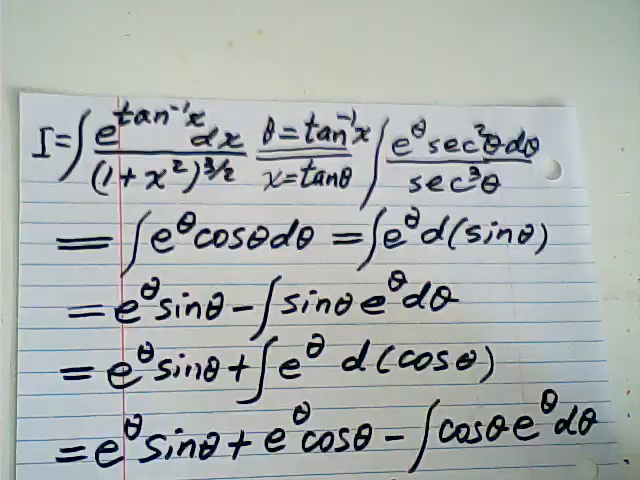 I = ∫ e^{tan⁻¹x} dx / (1 + x²)^{3/2} θ = tan⁻¹x / x = tanθ ∫ e^θ sec²θ dθ / sec³θ
= ∫ e^θ cosθ dθ = ∫ e^θ d(sinθ)
= e^θ sinθ − ∫ sinθ e^θ dθ
= e^θ sinθ + ∫ e^θ d(cosθ)
= e^θ sinθ + e^θ cosθ − ∫ cosθ e^θ dθ